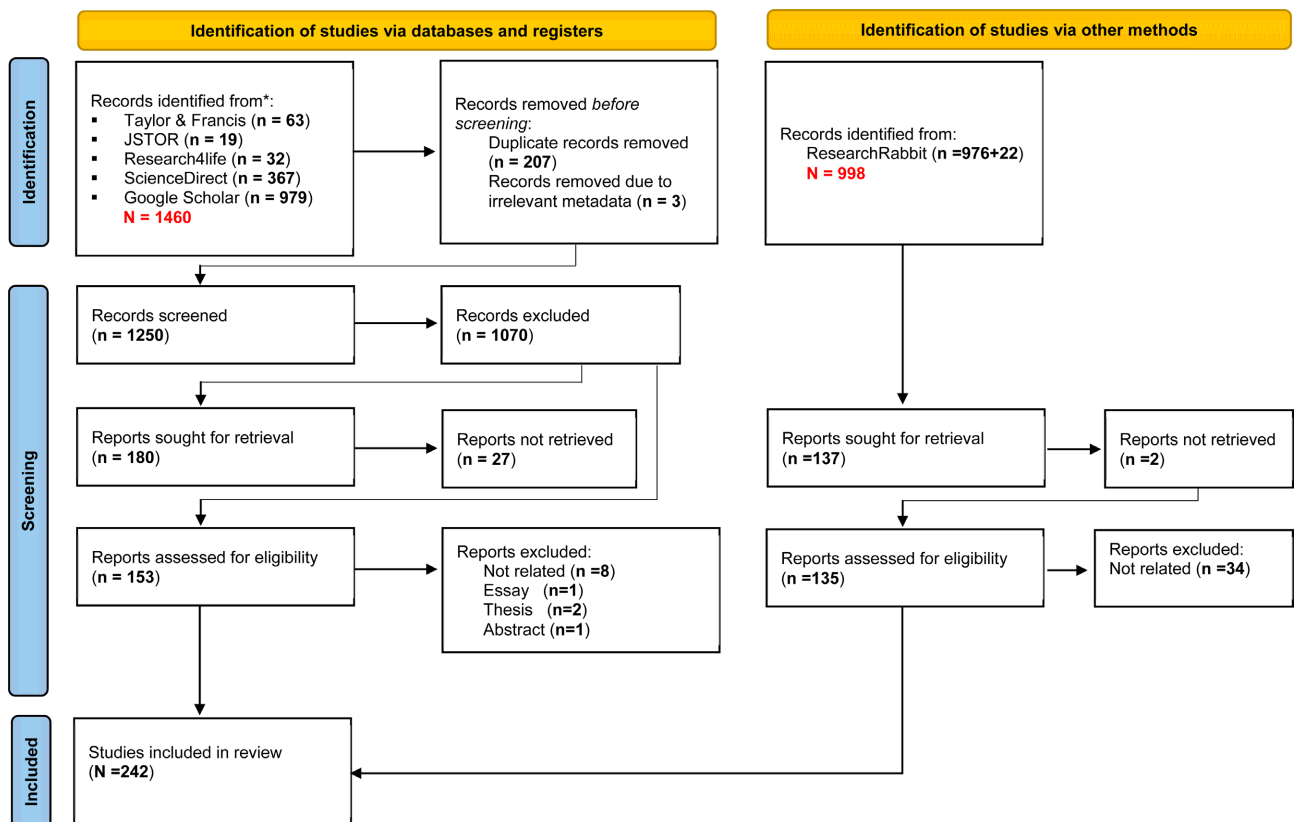 Identification of studies via databases and registers
Identification of studies via other methods
Identification
Records identified from*:
▪ Taylor & Francis (n = 63)
▪ JSTOR (n = 19)
▪ Research4life (n = 32)
▪ ScienceDirect (n = 367)
▪ Google Scholar (n = 979)
N = 1460
Records removed before
screening:
Duplicate records removed
(n = 207)
Records removed due to
irrelevant metadata (n = 3)
Records identified from:
ResearchRabbit (n =976+22)
N = 998
Screening
Records screened
(n = 1250)
Records excluded
(n = 1070)
Reports sought for retrieval
(n = 180)
Reports not retrieved
(n = 27)
Reports sought for retrieval
(n =137)
Reports not retrieved
(n =2)
Reports assessed for eligibility
(n = 153)
Reports excluded:
Not related (n =8)
Essay (n=1)
Thesis (n=2)
Abstract (n=1)
Reports assessed for eligibility
(n =135)
Reports excluded:
Not related (n =34)
Included
Studies included in review
(N =242)